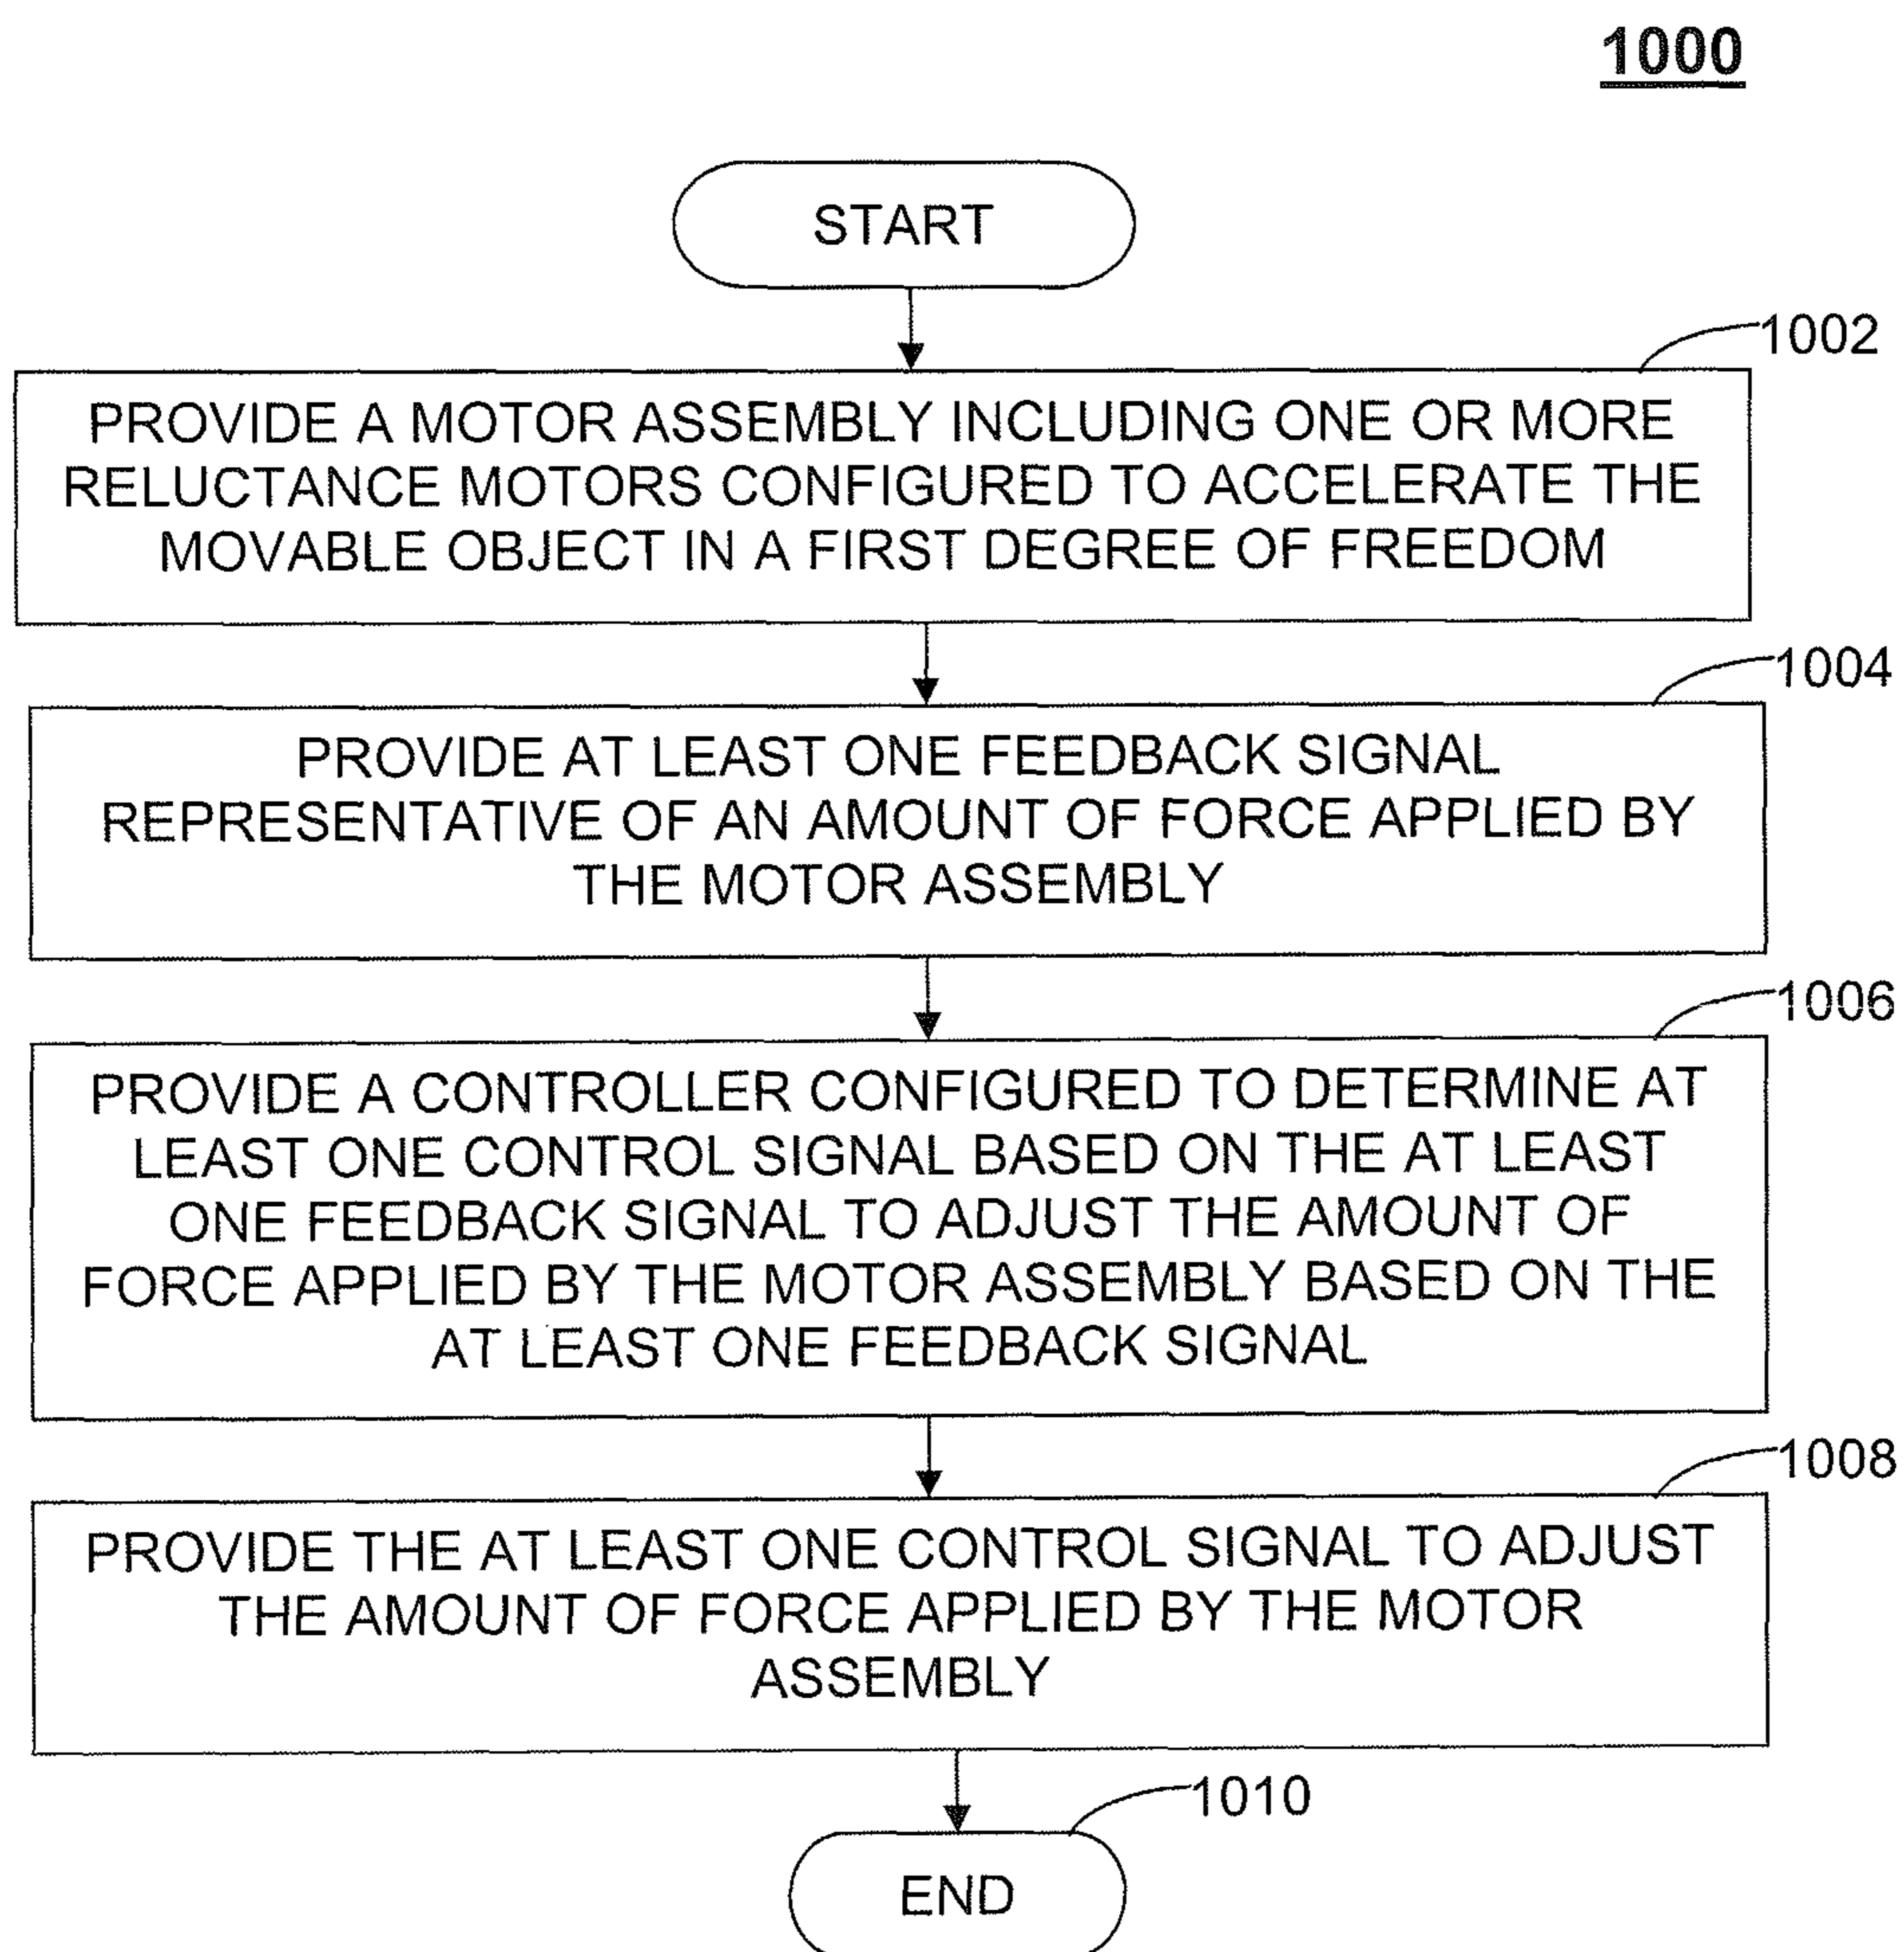 1000
START
1002
PROVIDE A MOTOR ASSEMBLY INCLUDING ONE OR MORE
RELUCTANCE MOTORS CONFIGURED TO ACCELERATE THE
MOVABLE OBJECT IN A FIRST DEGREE OF FREEDOM
1004
PROVIDE AT LEAST ONE FEEDBACK SIGNAL
REPRESENTATIVE OF AN AMOUNT OF FORCE APPLIED BY
THE MOTOR ASSEMBLY
1006
PROVIDE A CONTROLLER CONFIGURED TO DETERMINE AT
LEAST ONE CONTROL SIGNAL BASED ON THE AT LEAST
ONE FEEDBACK SIGNAL TO ADJUST THE AMOUNT OF
FORCE APPLIED BY THE MOTOR ASSEMBLY BASED ON THE
AT LEAST ONE FEEDBACK SIGNAL
1008
PROVIDE THE AT LEAST ONE CONTROL SIGNAL TO ADJUST
THE AMOUNT OF FORCE APPLIED BY THE MOTOR
ASSEMBLY
1010
END